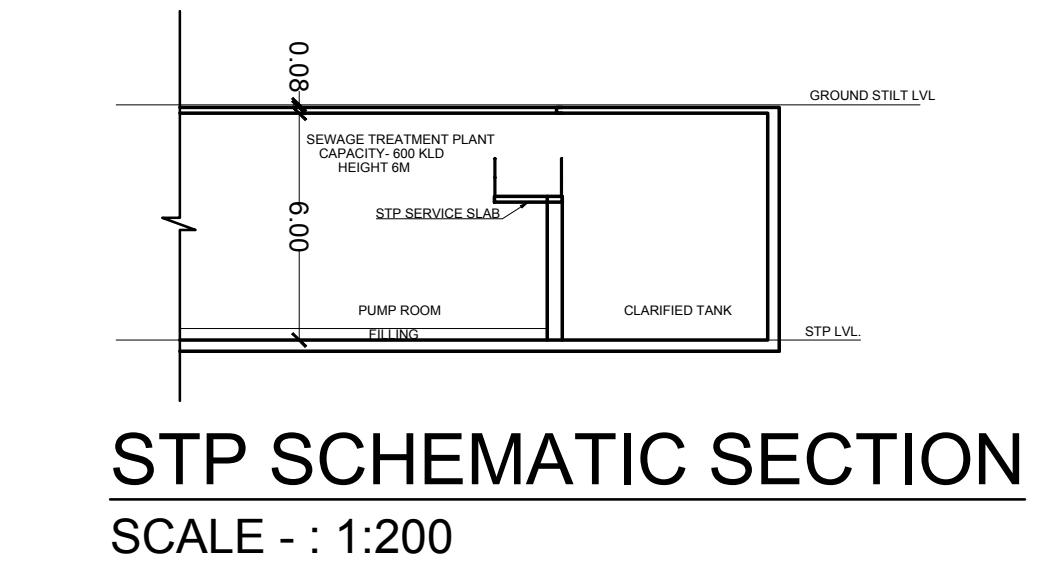 0.08
GROUND STILT LVL
SEWAGE TREATMENT PLANT
CAPACITY- 600 KLD
HEIGHT 6M
STP SERVICE SLAB
6.00
PUMP ROOM
CLARIFIED TANK
FILLING
STP LVL.
STP SCHEMATIC SECTION
SCALE - : 1:200